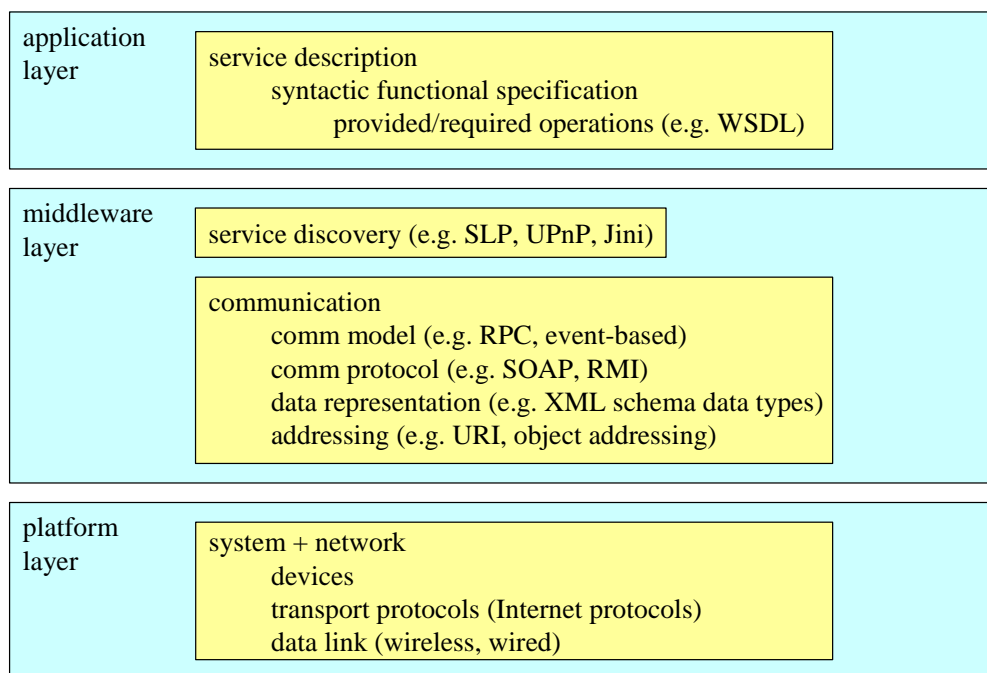 application
layer
service description
syntactic functional specification
provided/required operations (e.g. WSDL)
middleware
layer
service discovery (e.g. SLP, UPnP, Jini)
communication
comm model (e.g. RPC, event-based)
comm protocol (e.g. SOAP, RMI)
data representation (e.g. XML schema data types)
addressing (e.g. URI, object addressing)
platform
layer
system + network
devices
transport protocols (Internet protocols)
data link (wireless, wired)